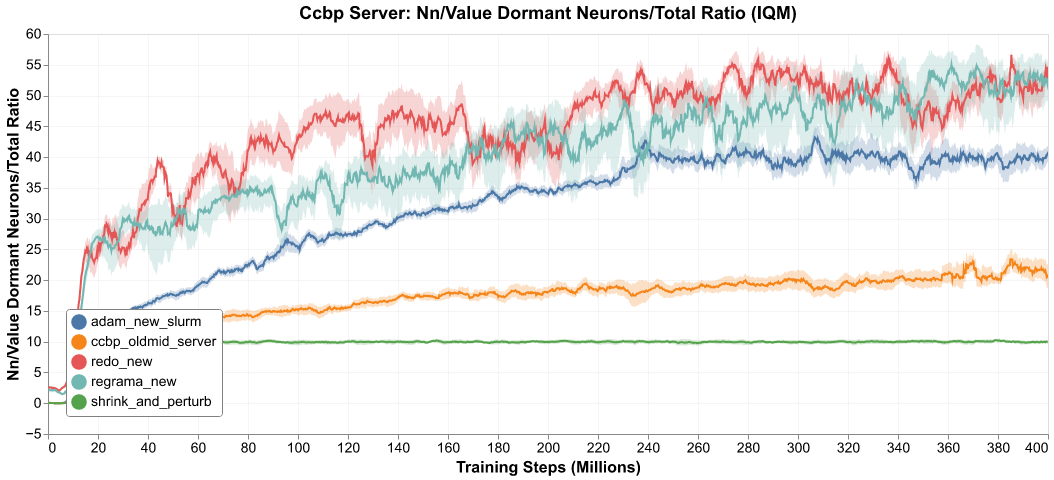 Ccbp Server: Nn/Value Dormant Neurons/Total Ratio (IQM)
Nn/Value Dormant Neurons/Total Ratio
60
55
50
45
40
35
30
25
20
15
10
5
0
−5
adam_new_slurm
ccbp_oldmid_server
redo_new
regrama_new
shrink_and_perturb
0 20 40 60 80 100 120 140 160 180 200 220 240 260 280 300 320 340 360 380 400
Training Steps (Millions)